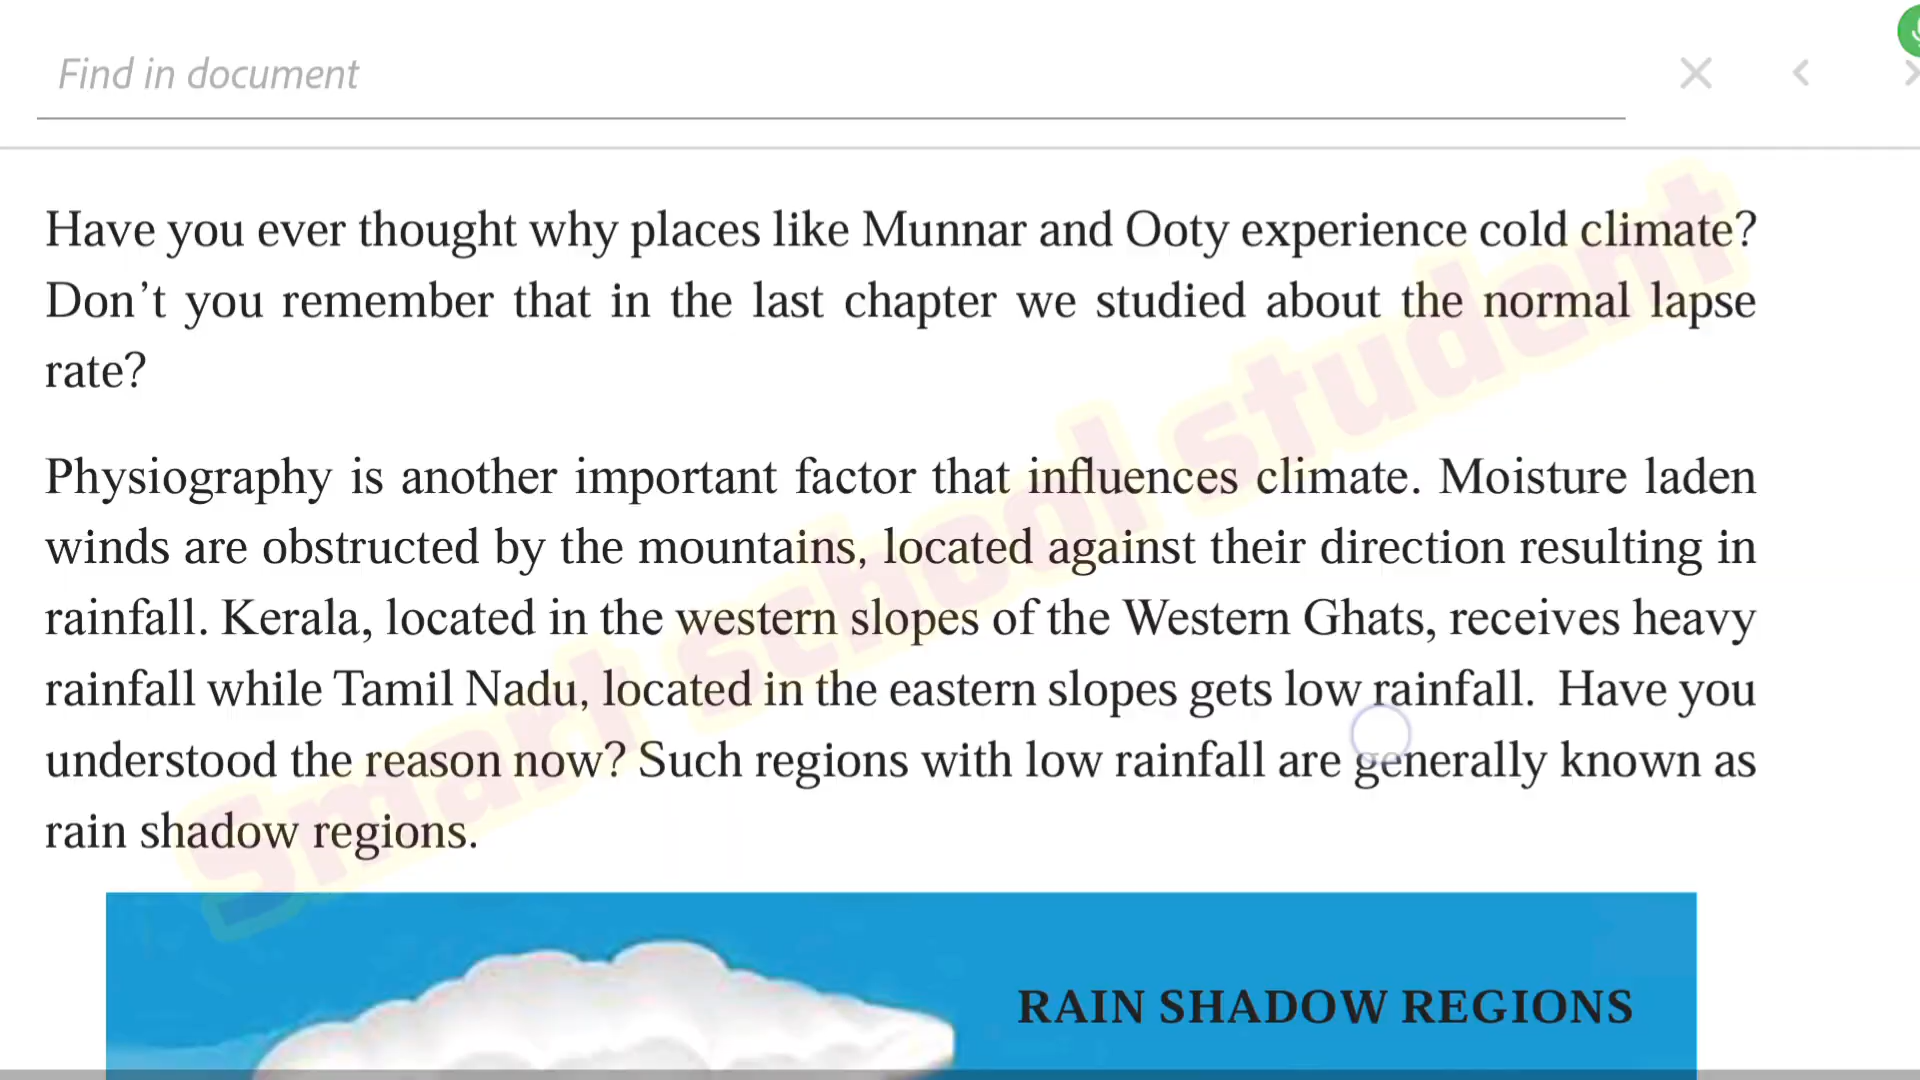 Find in document
Have you ever thought why places like Munnar and Ooty experience cold climate?
Don't you remember that in the last chapter we studied about the normal lapse
rate?
Physiography is another important factor that influences climate. Moisture laden
winds are obstructed by the mountains, located against their direction resulting in
rainfall. Kerala, located in the western slopes of the Western Ghats, receives heavy
rainfall while Tamil Nadu, located in the eastern slopes gets low rainfall. Have you
understood the reason now? Such regions with low rainfall are generally known as
rain shadow regions.
Smart school student
RAIN SHADOW REGIONS